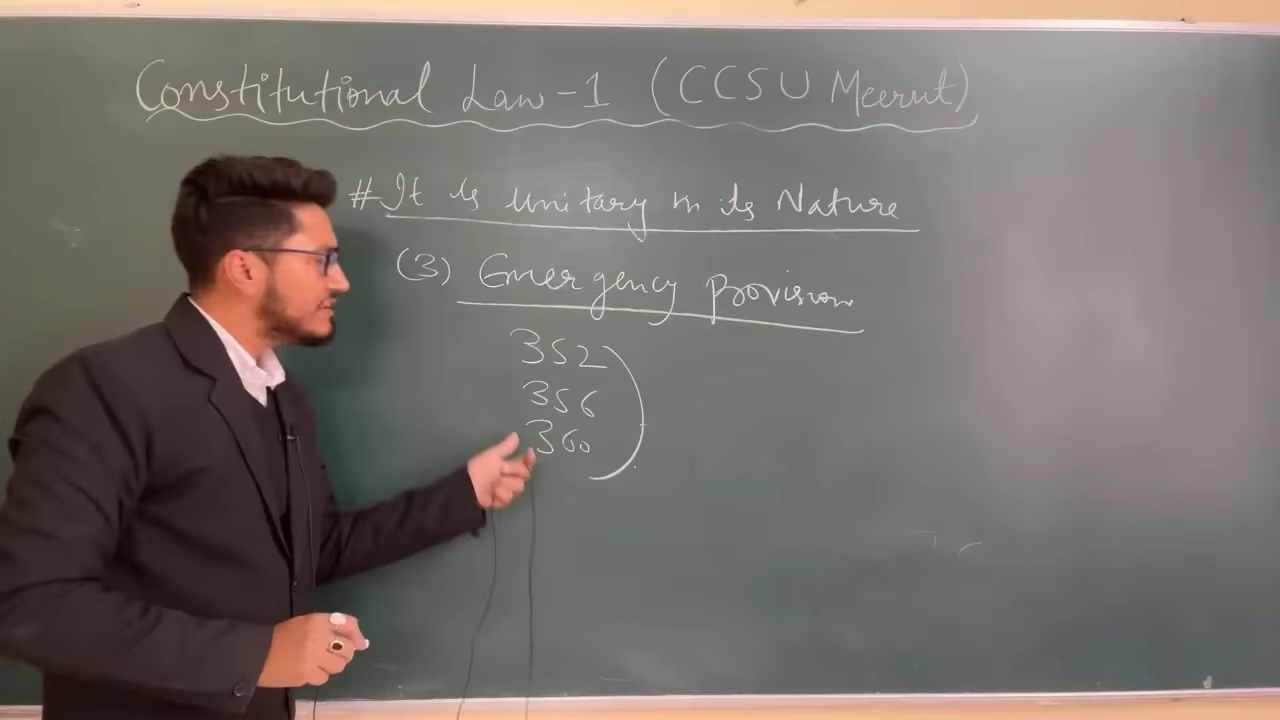 Constitutional Law-1 (CCSU Meerut)
# It is Unitary in its Nature
(3) Emergency Provision
352
356
360